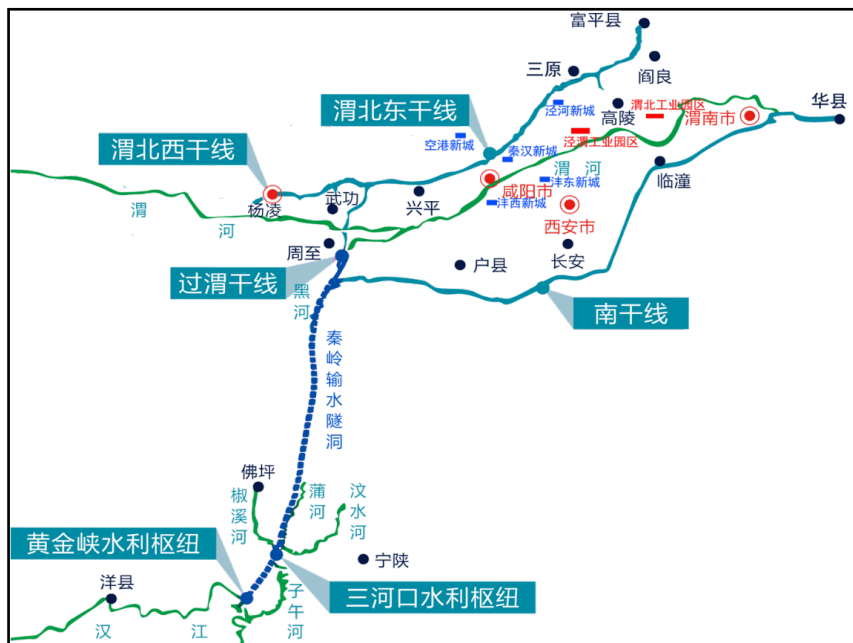 富平县
三原
阎良
渭北东干线
泾河新城
高陵
渭北工业园区
渭南市
华县
空港新城
秦汉新城
泾渭工业园区
渭北西干线
渭 河
临潼
咸阳市
沣东新城
杨凌
武功
兴平
沣西新城
西安市
渭
河
周至
户县
长安
过渭干线
黑河
南干线
秦岭输水隧洞
佛坪
椒溪河
蒲河
汶水河
黄金峡水利枢纽
宁陕
洋县
子午河
三河口水利枢纽
汉 江